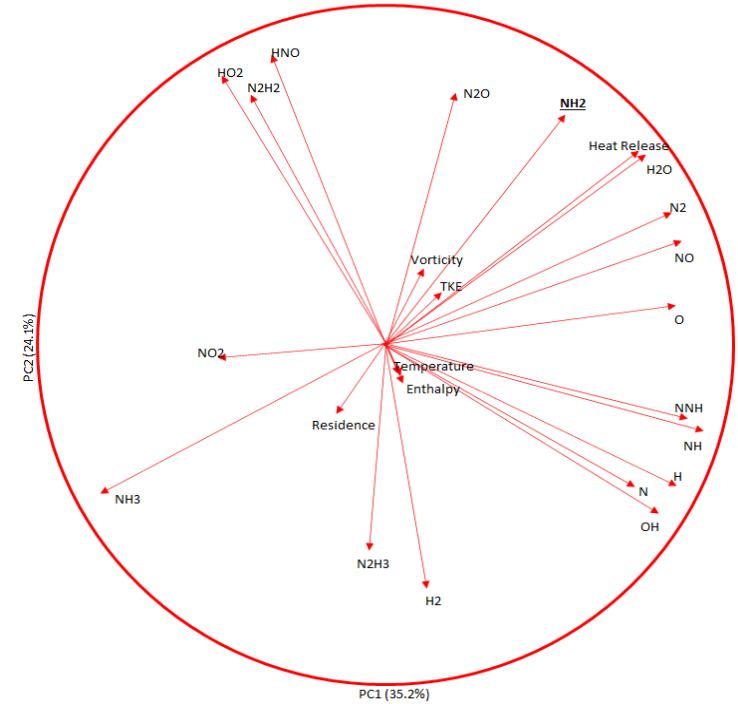 HNO
HO2
N2H2
N2O
NH2
Heat Release
H2O
N2
NO
Vorticity
TKE
O
NO2
Temperature
Enthalpy
Residence
NNH
NH
H
N
OH
NH3
N2H3
H2
PC2 (24.1%)
PC1 (35.2%)